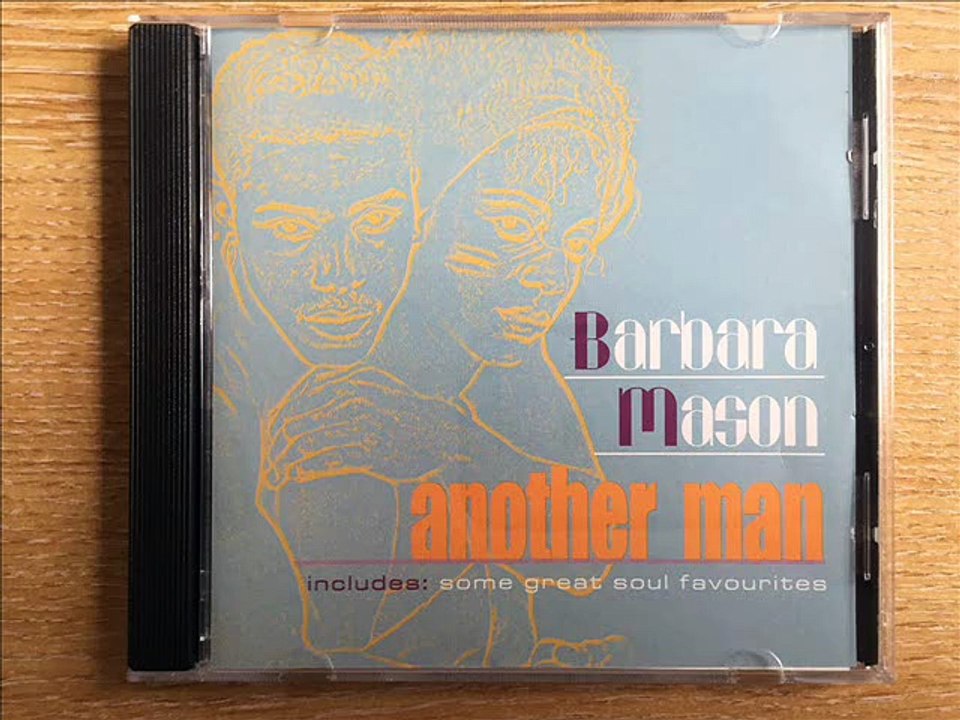 Barbara
Mason
another man
includes: some great soul favourites